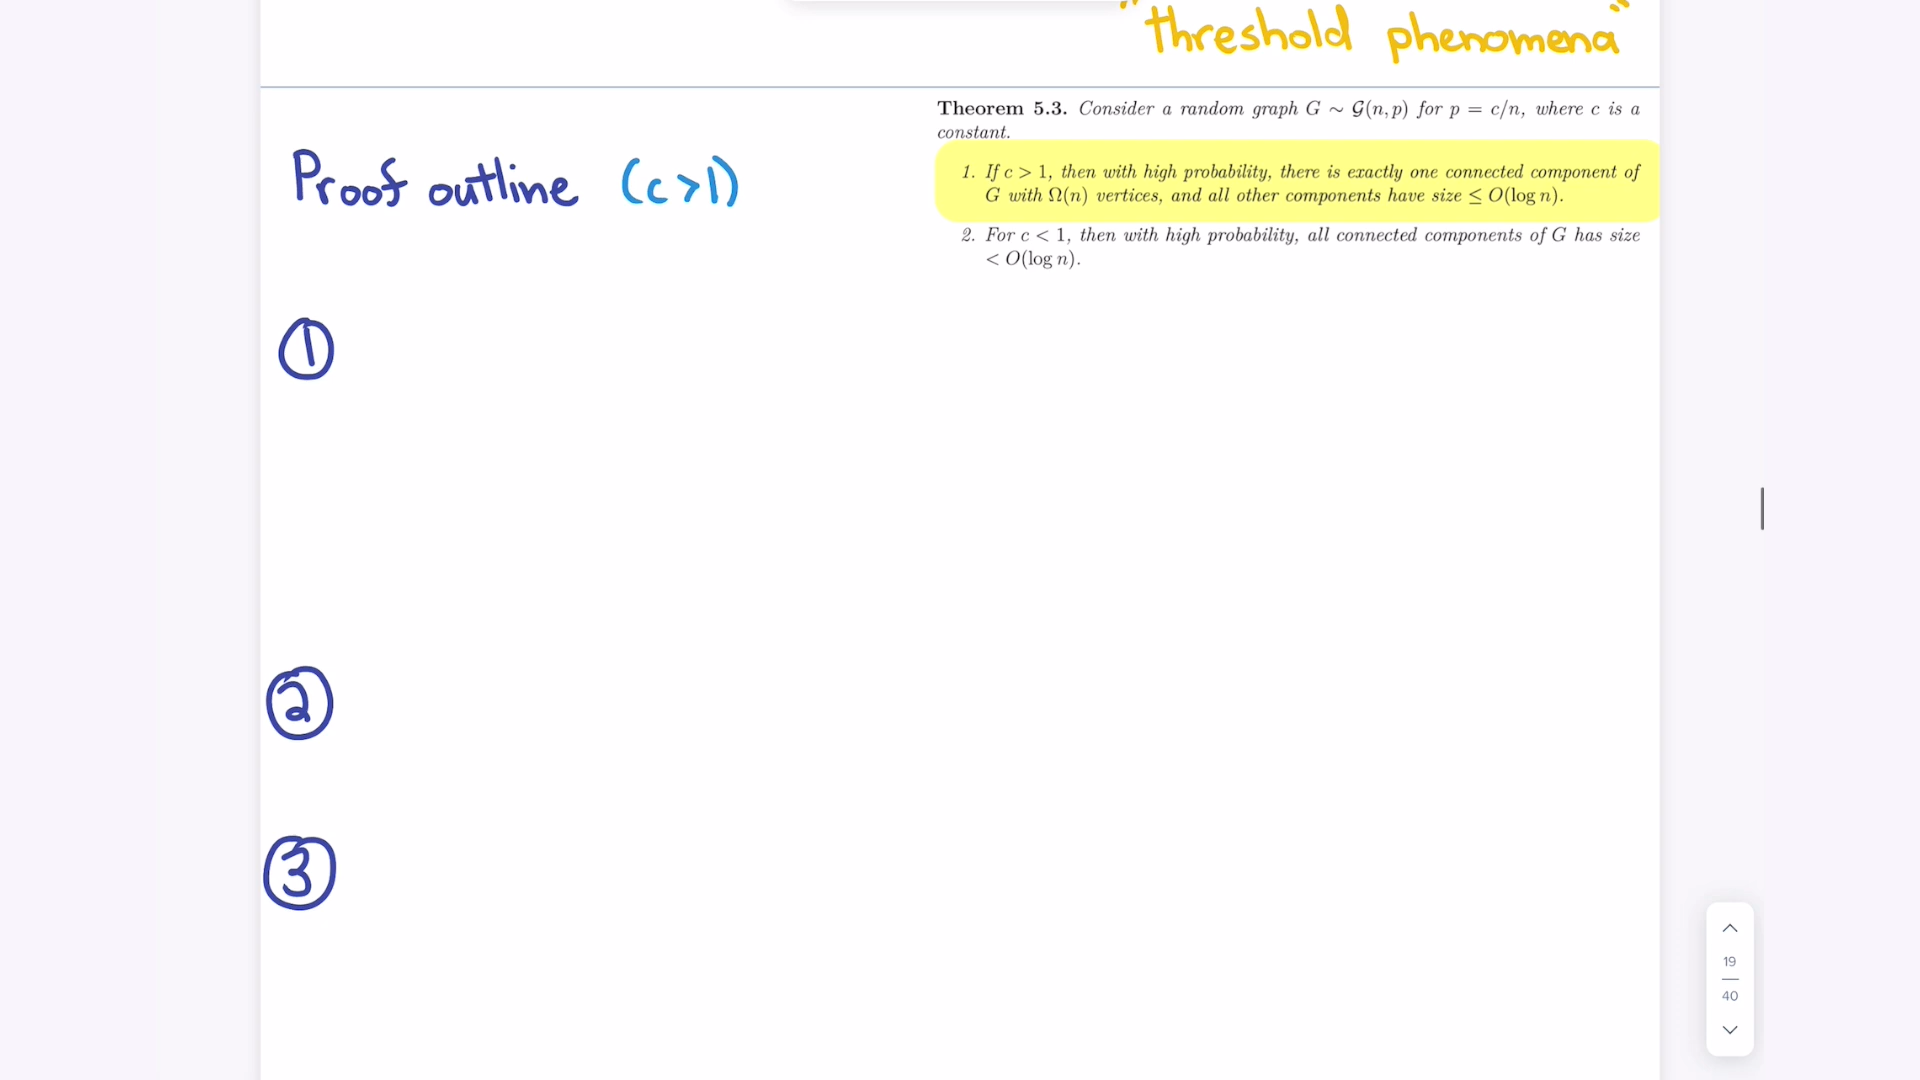 "threshold phenomena"
Theorem 5.3. Consider a random graph G ∼ 𝒢(n, p) for p = c/n, where c is a
constant.
Proof outline (c>1)
1. If c > 1, then with high probability, there is exactly one connected component of
G with Ω(n) vertices, and all other components have size ≤ O(log n).
2. For c < 1, then with high probability, all connected components of G has size
< O(log n).
①
②
③
19
40